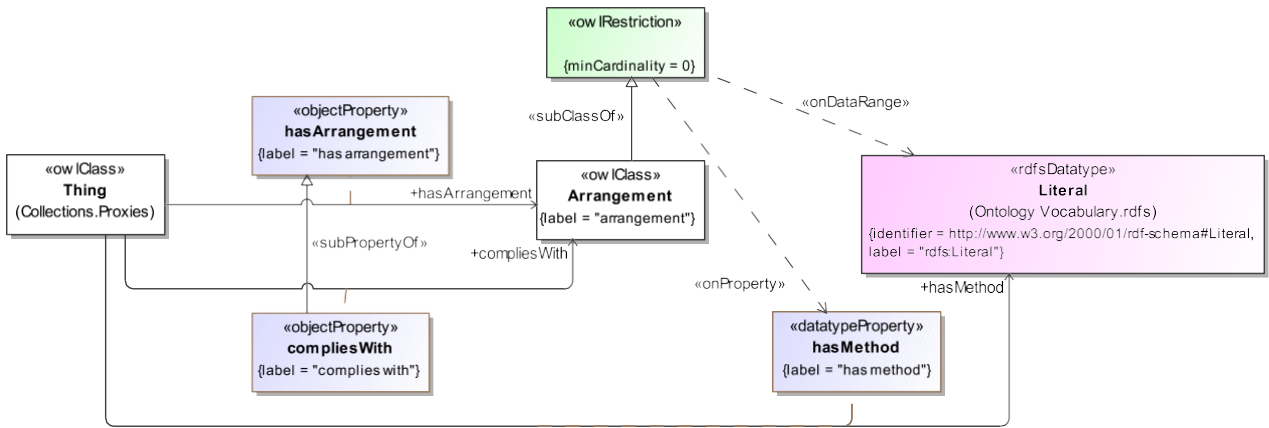 «owlRestriction»
{minCardinality = 0}
«onDataRange»
«objectProperty»
hasArrangement
{label = "has arrangement"}
«subClassOf»
«owlClass»
Thing
(Collections.Proxies)
+hasArrangement
«owlClass»
Arrangement
{label = "arrangement"}
«rdfsDatatype»
Literal
(Ontology Vocabulary.rdfs)
{identifier = http://www.w3.org/2000/01/rdf-schema#Literal,
label = "rdfs:Literal"}
«subPropertyOf»
+compliesWith
«onProperty»
+hasMethod
«objectProperty»
compliesWith
{label = "complies with"}
«datatypeProperty»
hasMethod
{label = "has method"}